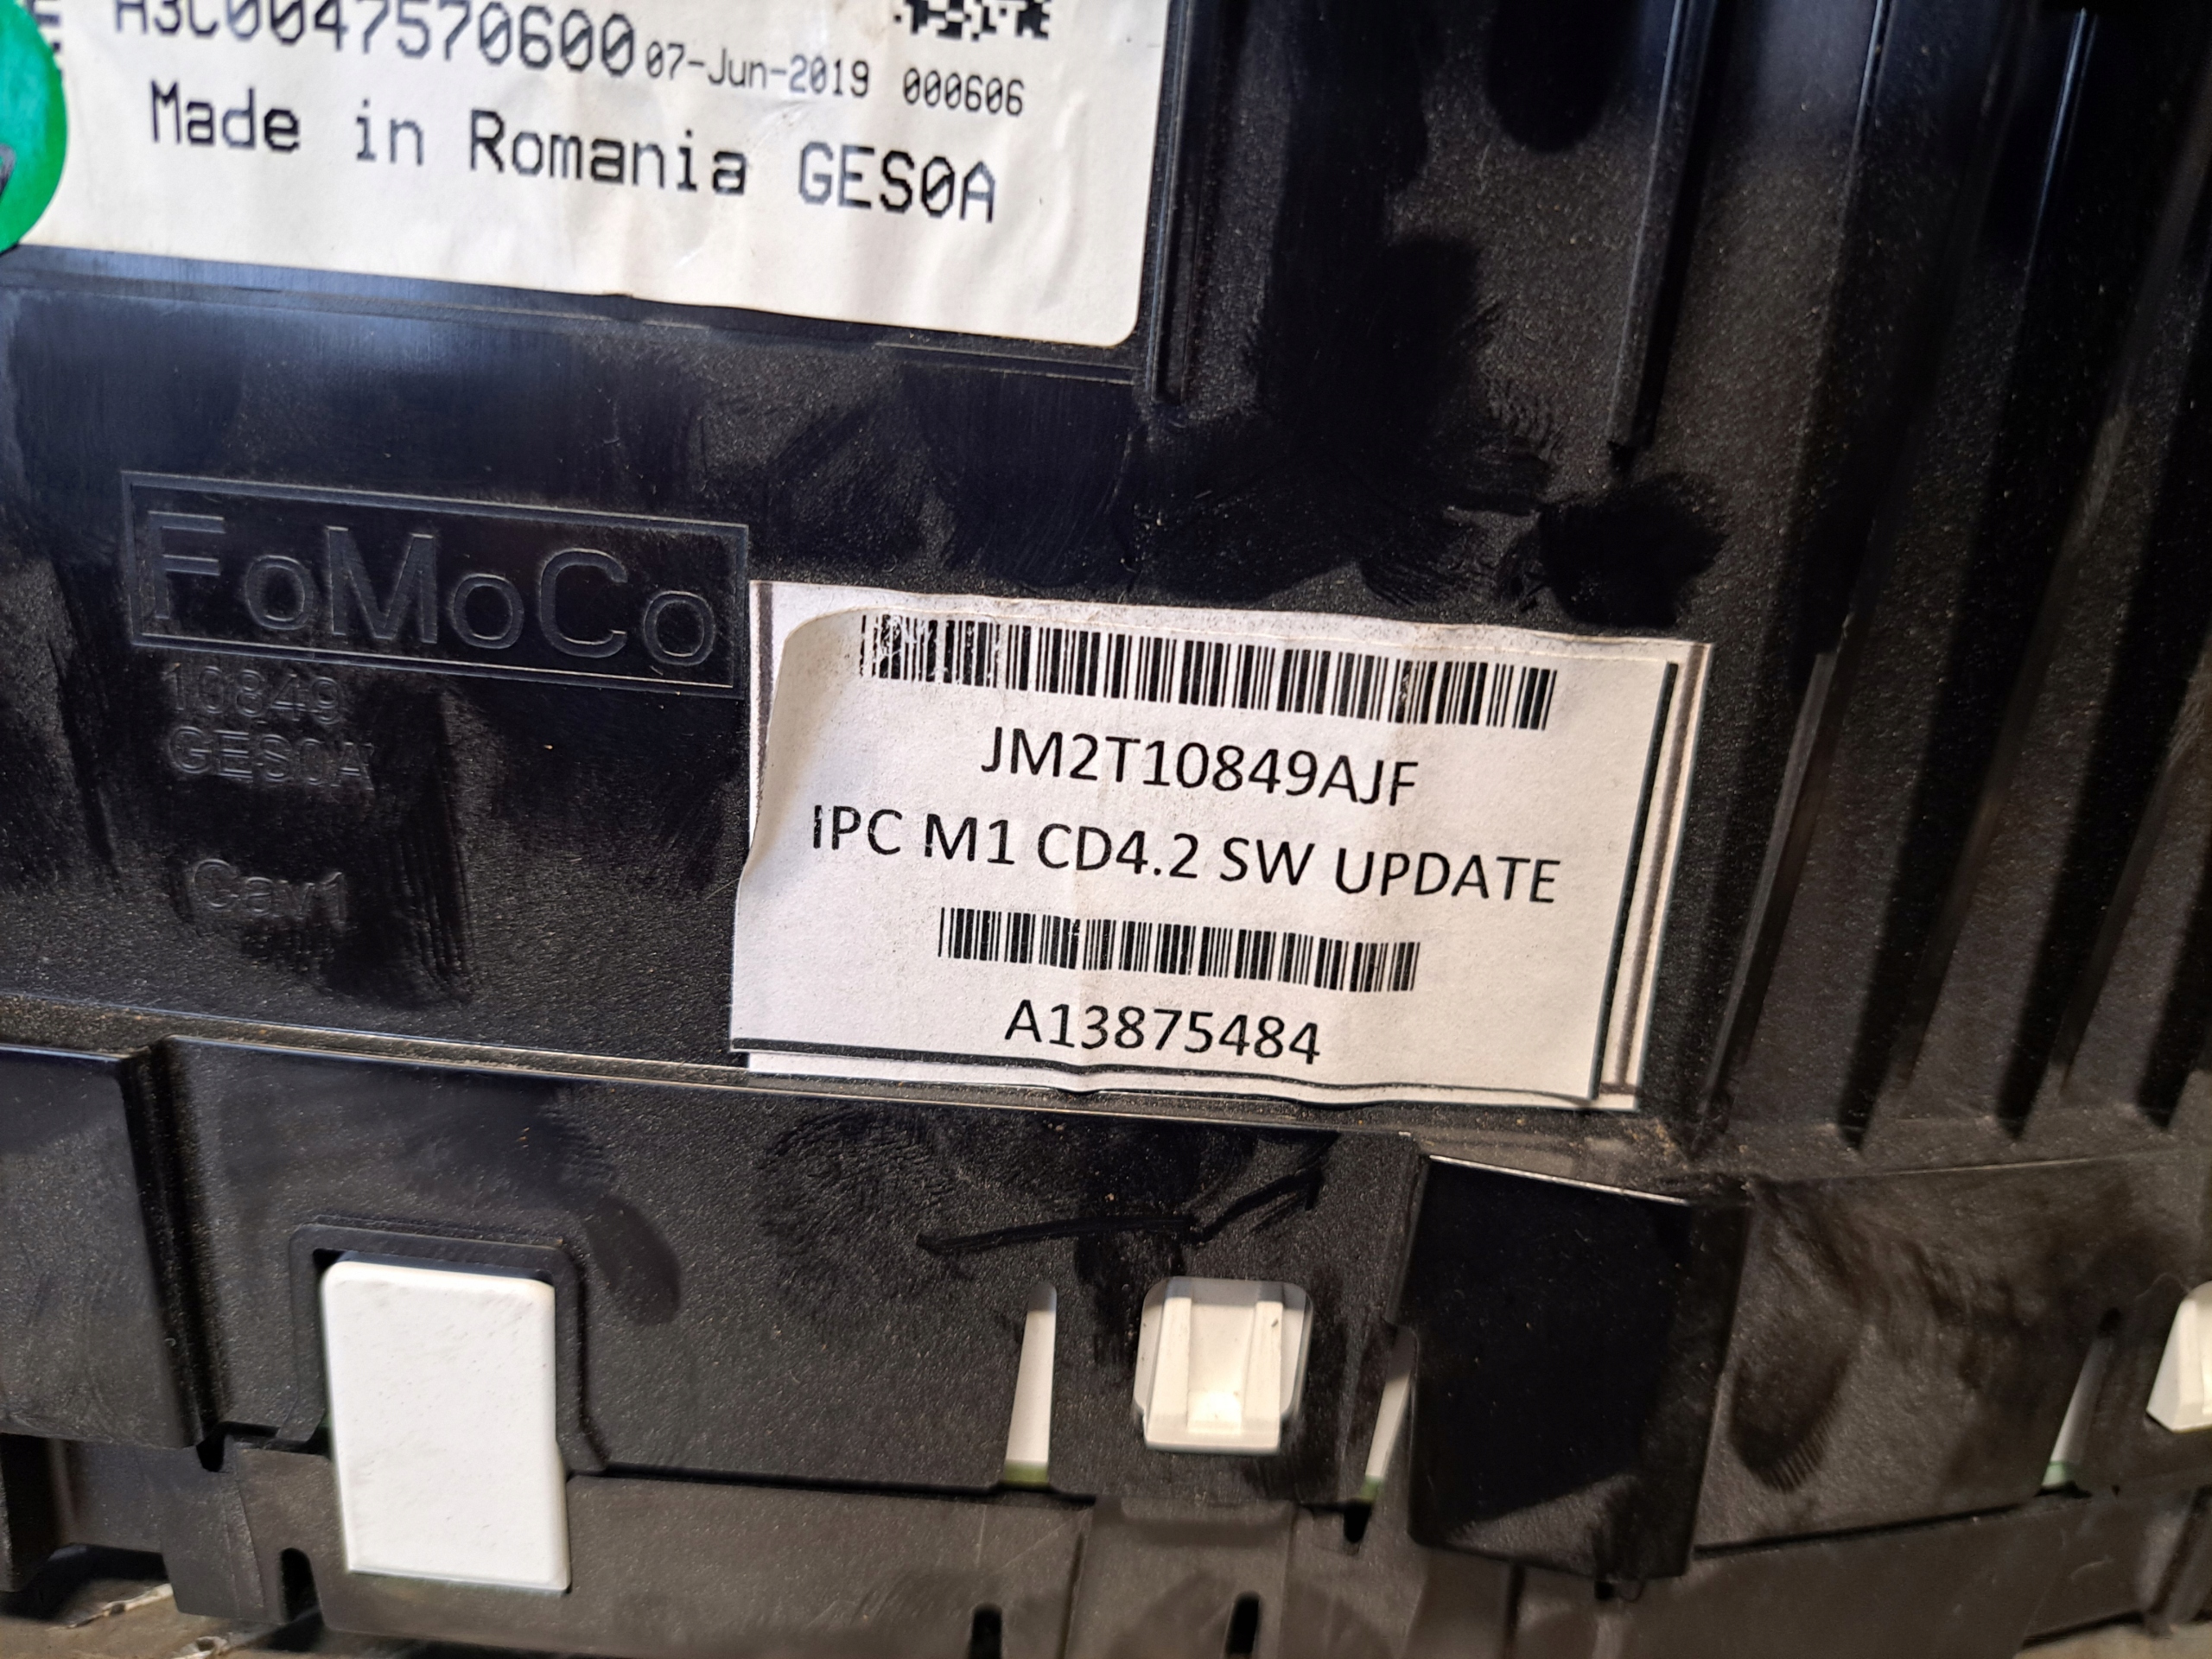 A3C0047570600 07-Jun-2019 000606
Made in Romania GES0A
FoMoCo
10849
GES0A
Cav1
JM2T10849AJF
IPC M1 CD4.2 SW UPDATE
A13875484